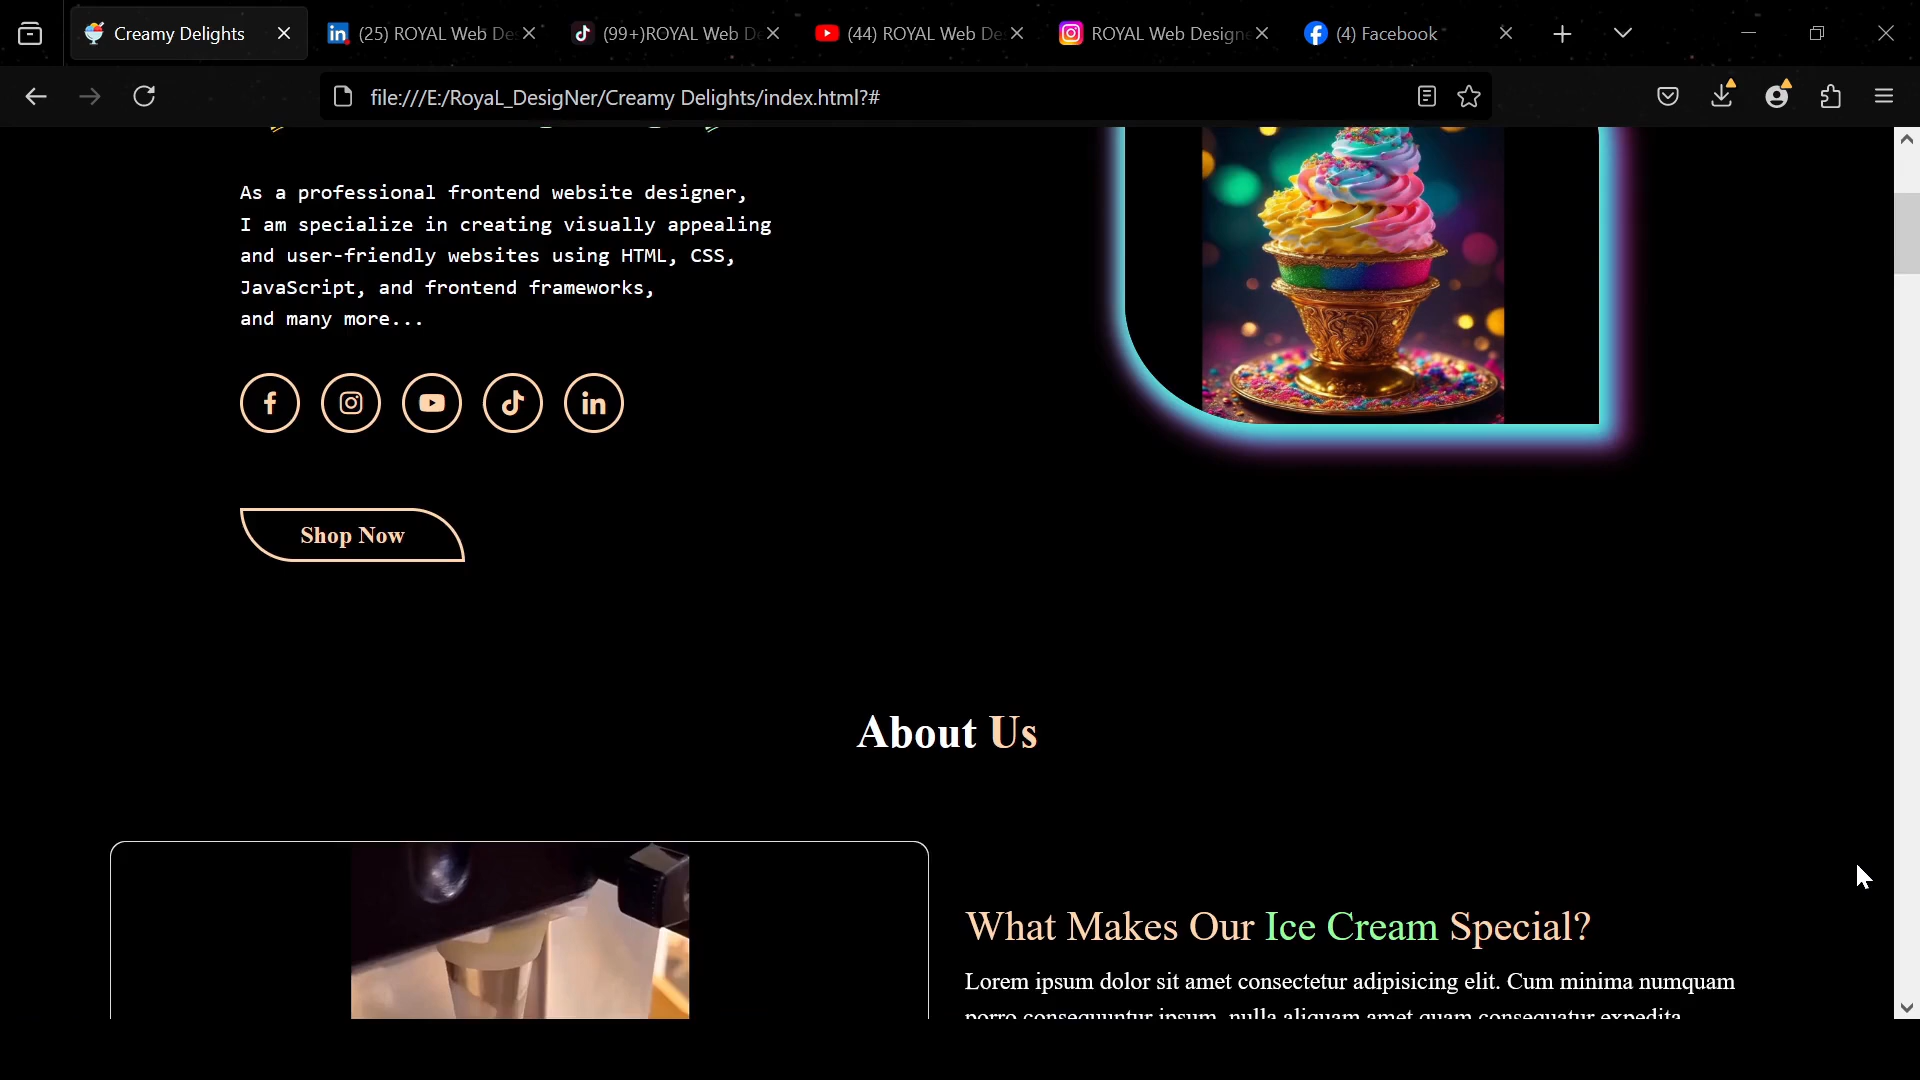 Creamy Delights
(25) ROYAL Web De
(99+)ROYAL Web D
(44) ROYAL Web De
ROYAL Web Design
(4) Facebook
file:///E:/RoyaL_DesigNer/Creamy Delights/index.html?#
As a professional frontend website designer,
I am specialize in creating visually appealing
and user-friendly websites using HTML, CSS,
JavaScript, and frontend frameworks,
and many more...
Shop Now
About Us
What Makes Our Ice Cream Special?
Lorem ipsum dolor sit amet consectetur adipisicing elit. Cum minima numquam
porro consequuntur ipsum, nulla aliquam amet quam consequatur expedita